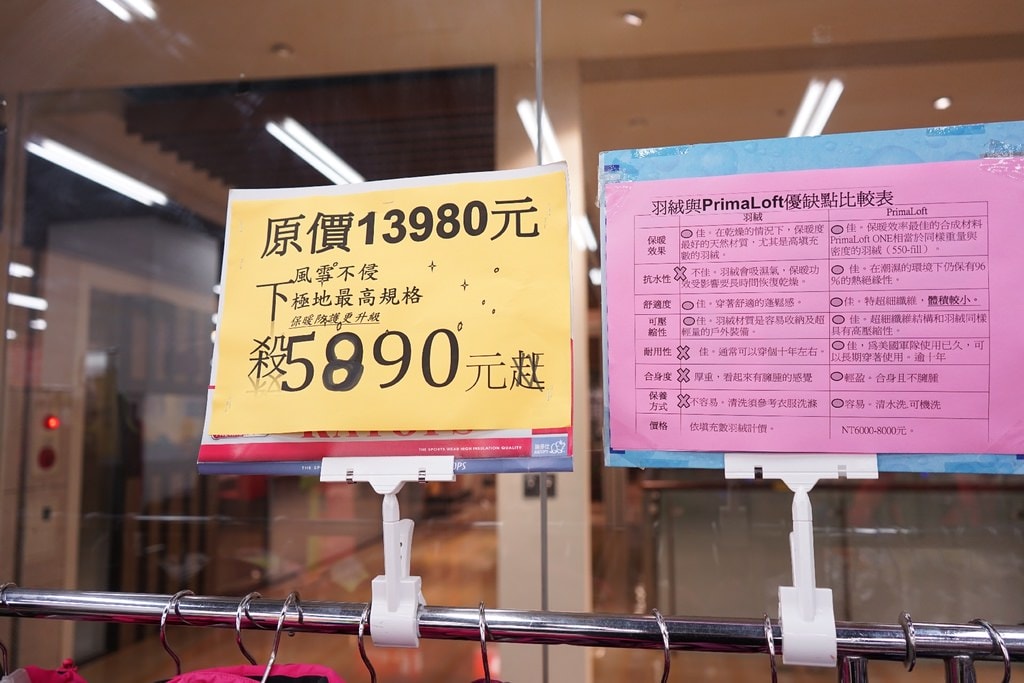 原價13980元
風雪不侵
極地最高規格
保暖防護更升級
下殺5890元起
THE SPORTS WEAR HIGH INSULATION QUALITY
THE SPO
OPS
羽絨與PrimaLoft優缺點比較表
羽絨 PrimaLoft
保暖效果 佳。在乾燥的情況下，保暖度最好的天然材質，尤其是高填充數的羽絨。 佳。保暖效率最佳的合成材料PrimaLoft ONE相當於同樣重量與密度的羽絨（550-fill）。
抗水性 不佳。羽絨會吸濕氣，保暖功效受影響要長時間恢復乾燥。 佳。在潮濕的環境下仍保有96%的熱絕緣性。
舒適度 佳。穿著舒適的蓬鬆感。 佳。特超細纖維，體積較小。
可壓縮性 佳。羽絨材質是容易收納及超輕量的戶外裝備。 佳。超細纖維結構和羽絨同樣具有高壓縮性。
耐用性 佳。通常可以穿個十年左右。 佳，為美國軍隊使用已久，可以長期穿著使用。逾十年
合身度 厚重，看起來有臃腫的感覺 輕盈。合身且不臃腫
保養方式 不容易。清洗須參考衣服洗滌 容易。清水洗.可機洗
價格 依填充數羽絨計價。 NT6000-8000元。